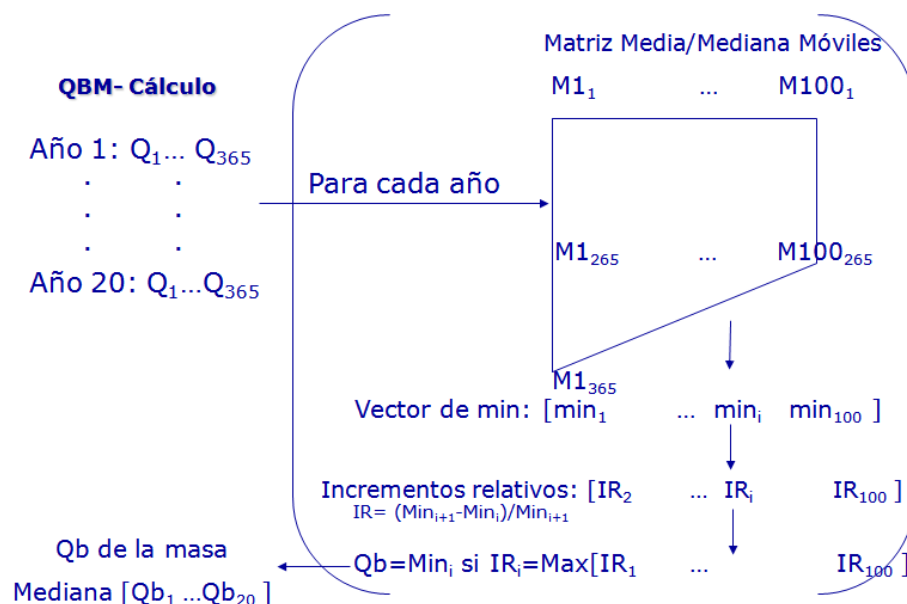 QBM- Cálculo
Año 1: Q₁... Q₃₆₅
. .
. .
. .
Año 20: Q₁...Q₃₆₅
Para cada año
Matriz Media/Mediana Móviles
M1₁ ... M100₁
M1₂₆₅ ... M100₂₆₅
M1₃₆₅
Vector de min: [min₁ ... minᵢ min₁₀₀ ]
Incrementos relativos: [IR₂ ... IRᵢ IR₁₀₀ ]
IR= (Minᵢ₊₁-Minᵢ)/Minᵢ₊₁
Qb=Minᵢ si IRᵢ=Max[IR₁ ... IR₁₀₀ ]
Qb de la masa
Mediana [Qb₁ ...Qb₂₀ ]